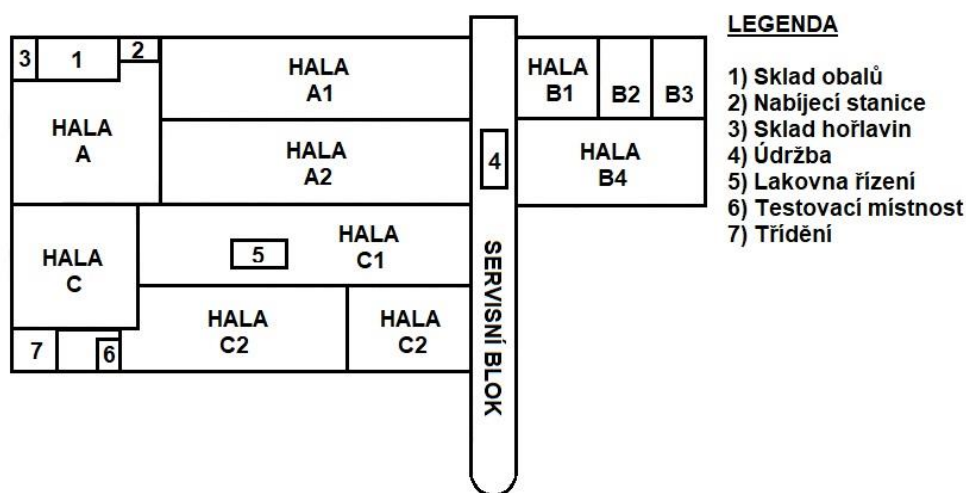 3
1
2
HALA
A
HALA
A1
HALA
A2
HALA
B1
B2
B3
HALA
B4
4
SERVISNÍ BLOK
HALA
C
5
HALA
C1
HALA
C2
HALA
C2
7
6
LEGENDA
1) Sklad obalů
2) Nabíjecí stanice
3) Sklad hořlavin
4) Údržba
5) Lakovna řízení
6) Testovací místnost
7) Třídění